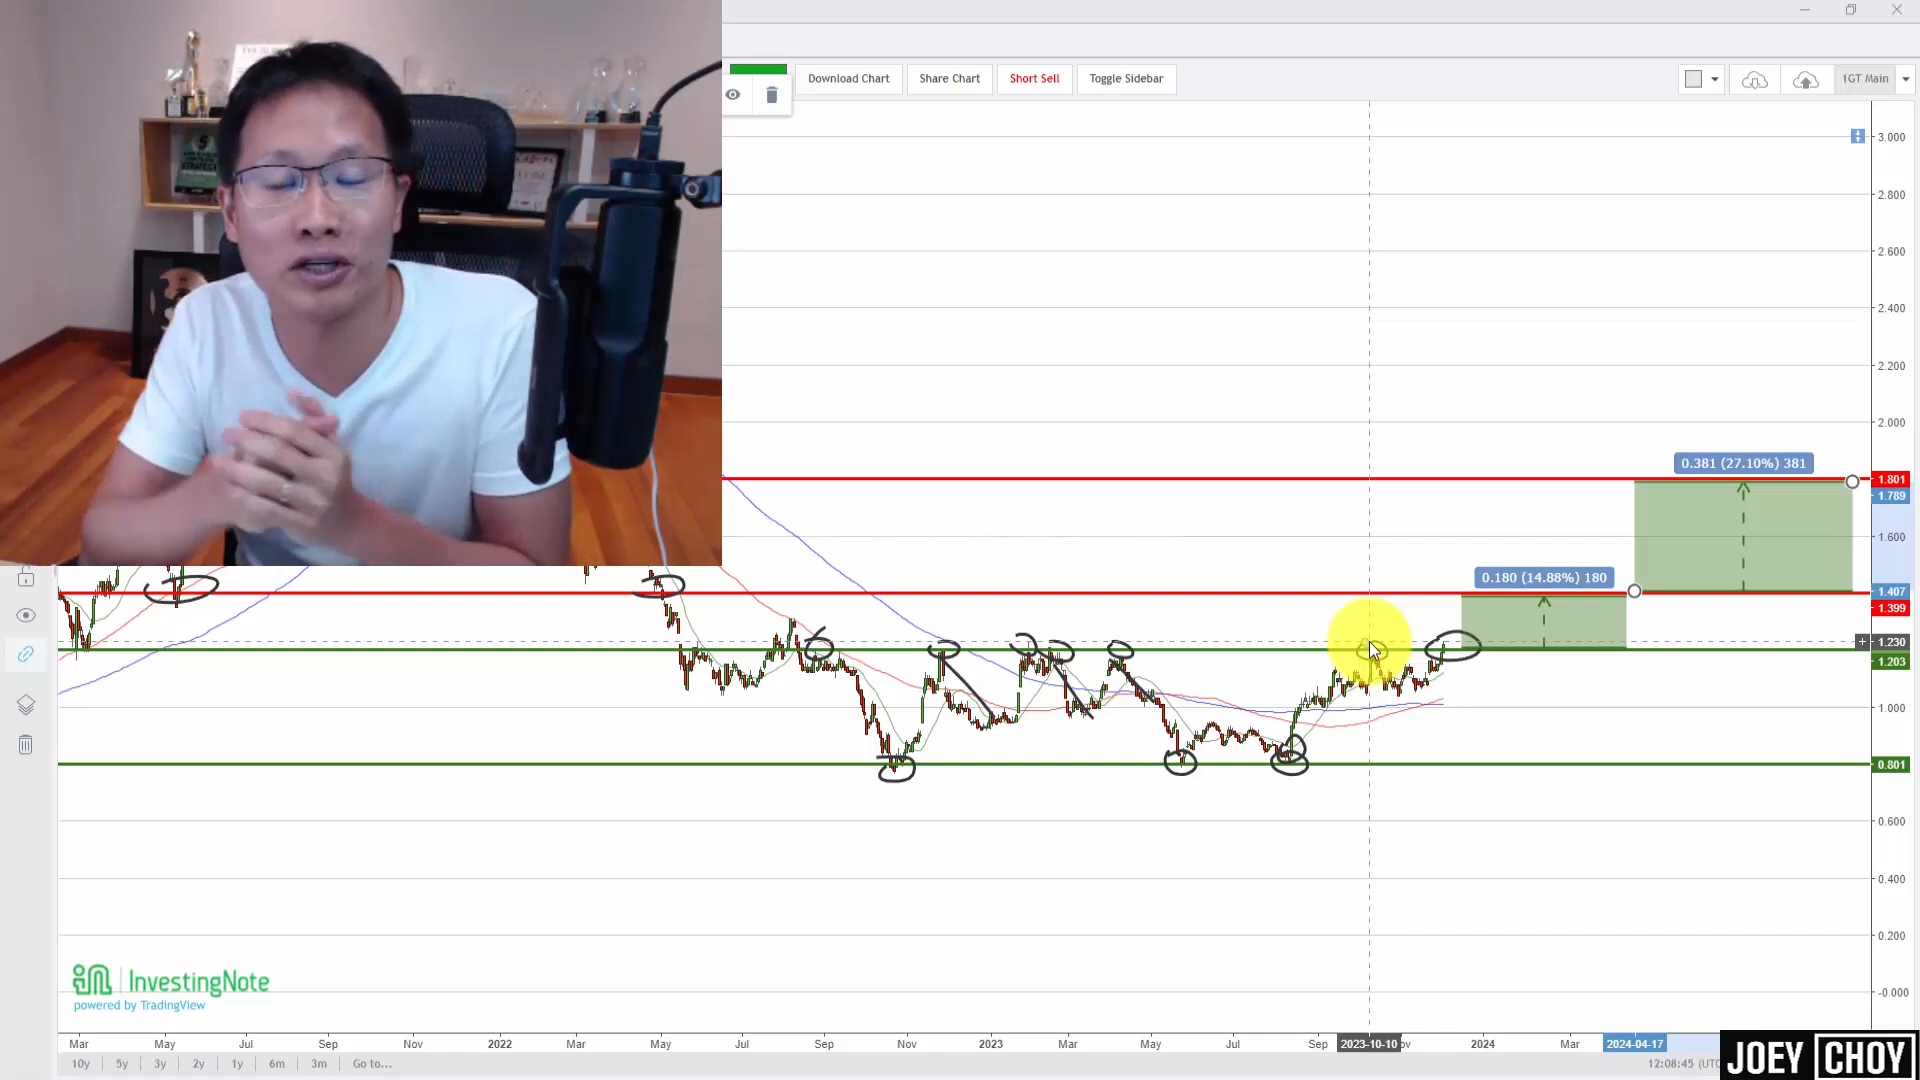 Download Chart
Share Chart
Short Sell
Toggle Sidebar
1GT Main
3.000
2.800
2.600
2.400
2.200
2.000
0.381 (27.10%) 381
1.801
1.789
1.600
0.180 (14.88%) 180
1.407
1.399
1.230
1.203
1.000
0.801
0.600
0.400
0.200
-0.000
InvestingNote
powered by TradingView
Mar May Jul Sep Nov 2022 Mar May Jul Sep Nov 2023 Mar May Jul Sep 2023-10-10 2024 Mar 2024-04-17
10y 5y 3y 2y 1y 6m 3m Go to...
12:08:45
JOEY CHOY